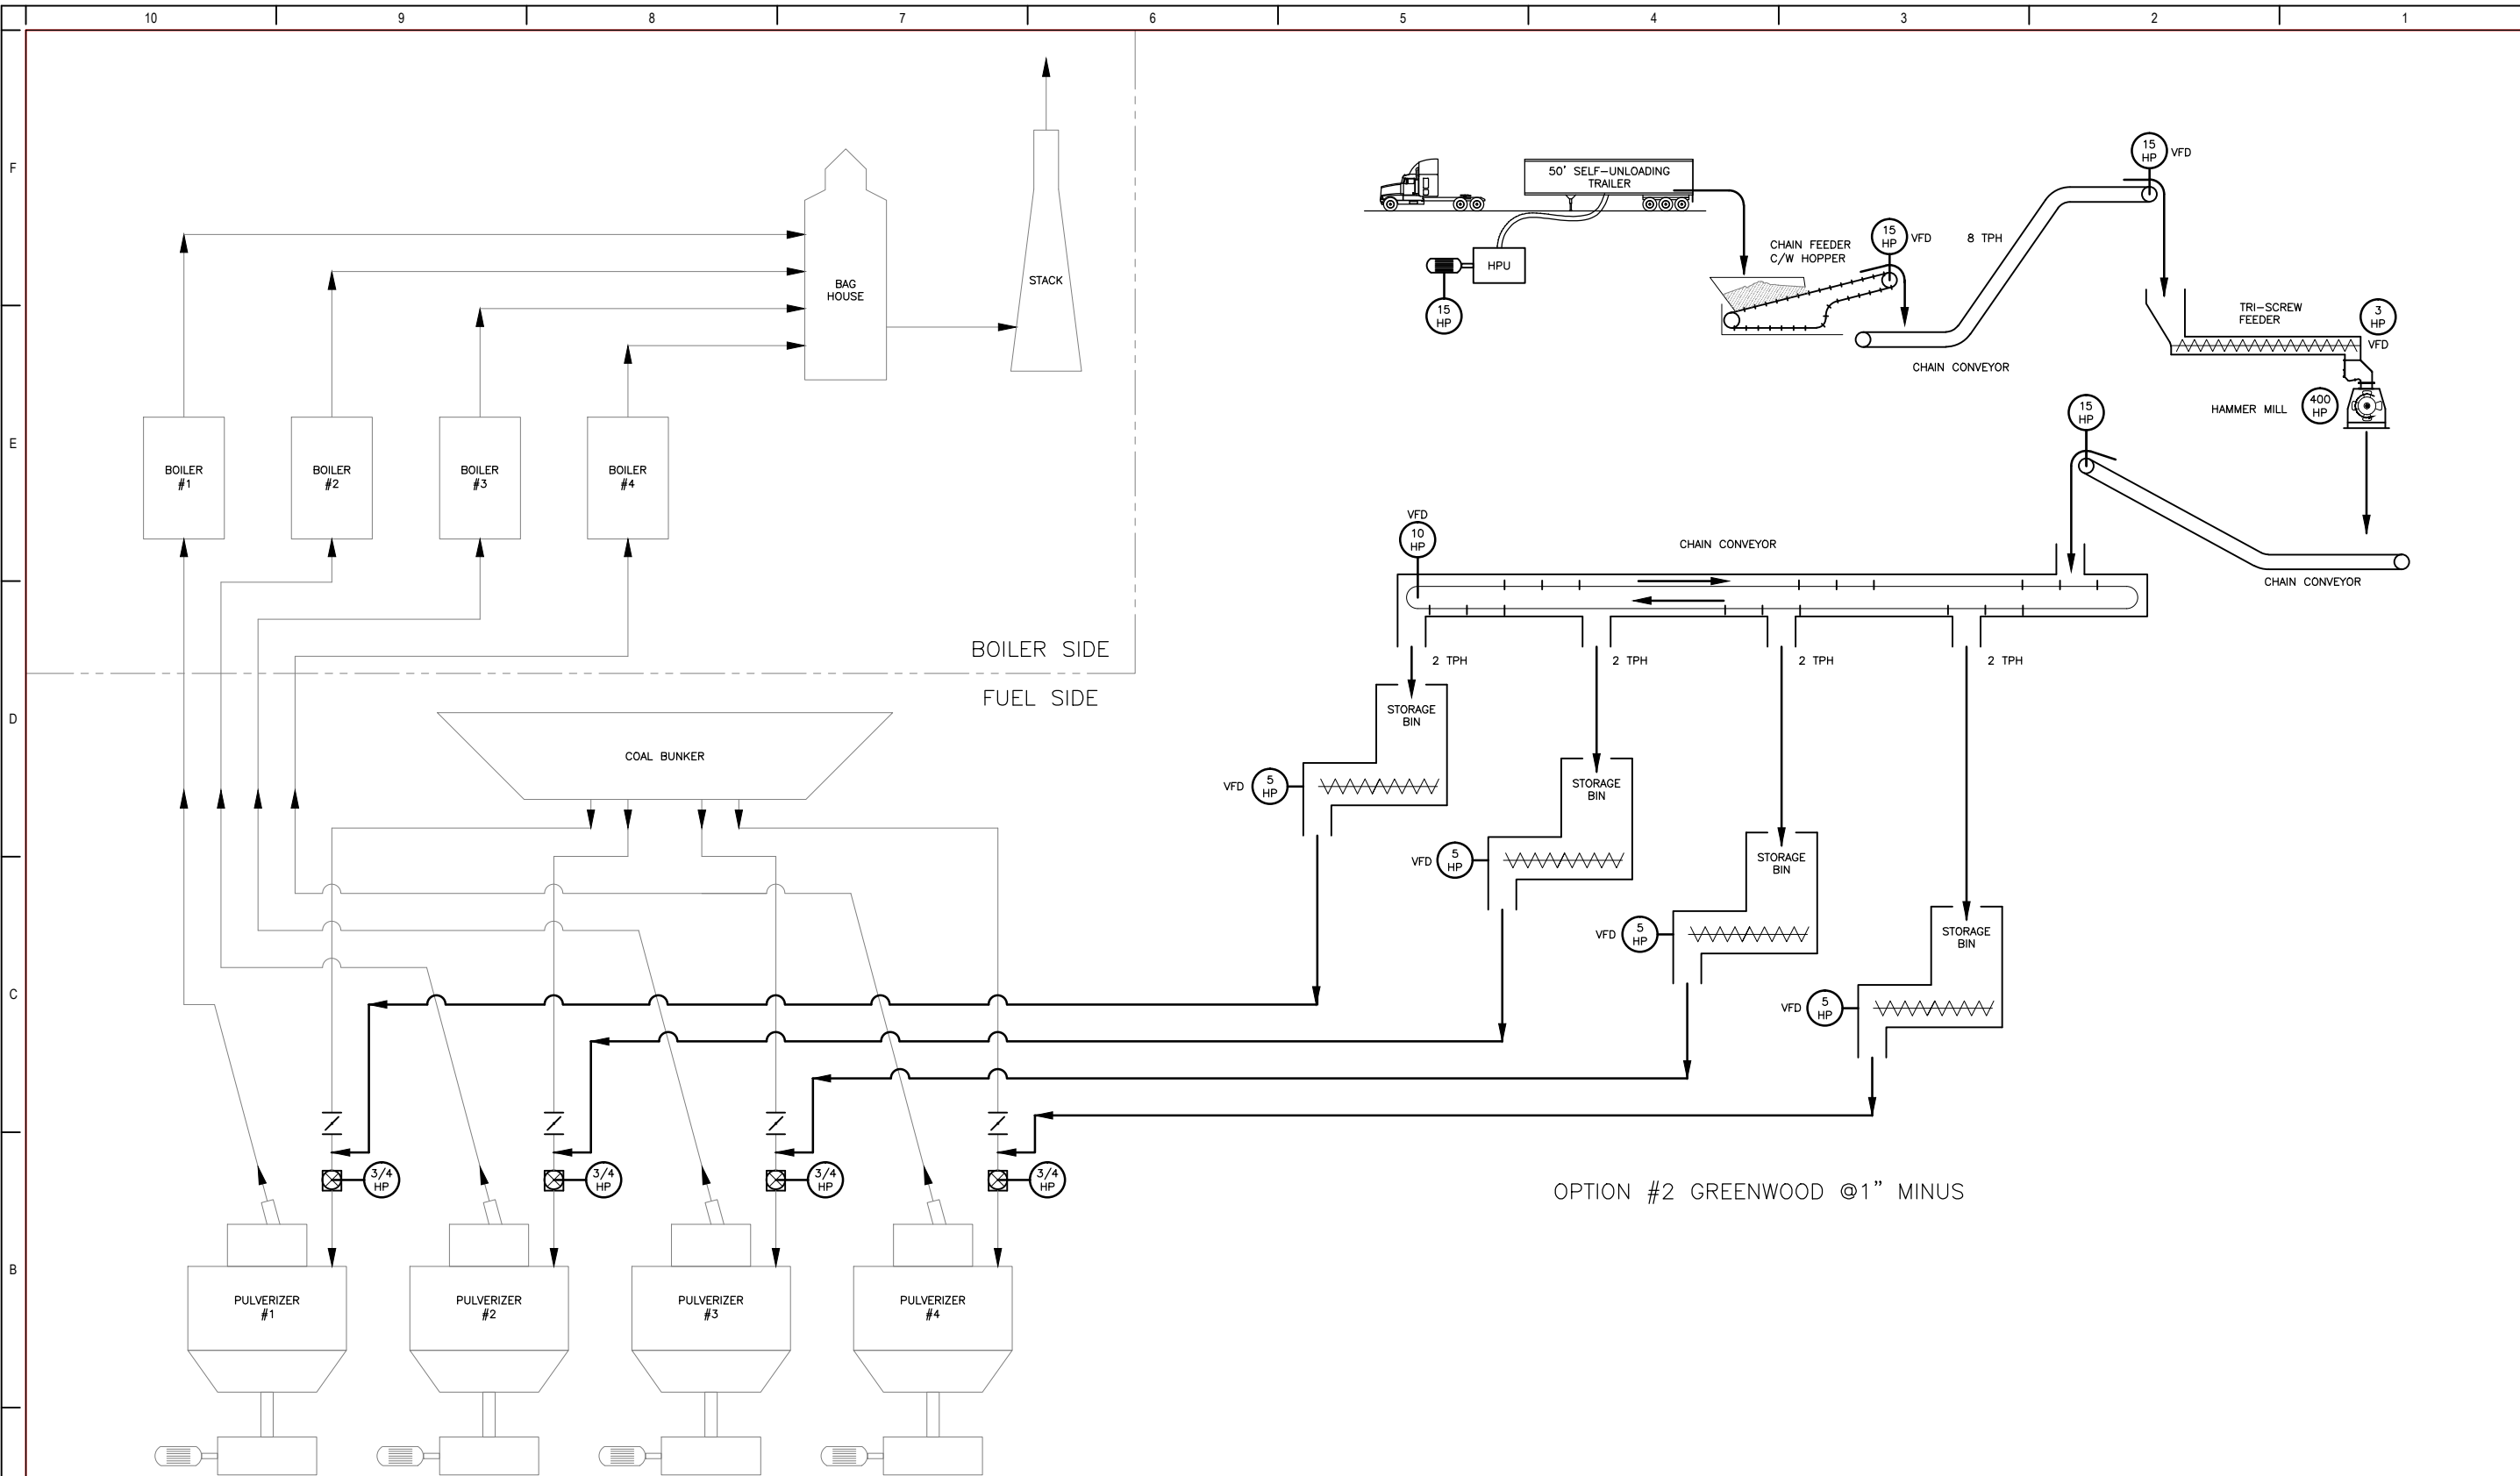 10
9
8
7
6
5
4
3
2
1
F
E
D
C
B
BAG
HOUSE
STACK
BOILER
#1
BOILER
#2
BOILER
#3
BOILER
#4
BOILER SIDE
FUEL SIDE
50' SELF-UNLOADING
TRAILER
HPU
15
HP
CHAIN FEEDER
C/W HOPPER
15
HP
VFD
8 TPH
15
HP
VFD
CHAIN CONVEYOR
TRI-SCREW
FEEDER
3
HP
VFD
HAMMER MILL
400
HP
15
HP
CHAIN CONVEYOR
VFD
10
HP
CHAIN CONVEYOR
2 TPH
2 TPH
2 TPH
2 TPH
STORAGE
BIN
VFD
5
HP
STORAGE
BIN
VFD
5
HP
STORAGE
BIN
VFD
5
HP
STORAGE
BIN
VFD
5
HP
COAL BUNKER
3/4
HP
3/4
HP
3/4
HP
3/4
HP
OPTION #2 GREENWOOD @1" MINUS
PULVERIZER
#1
PULVERIZER
#2
PULVERIZER
#3
PULVERIZER
#4